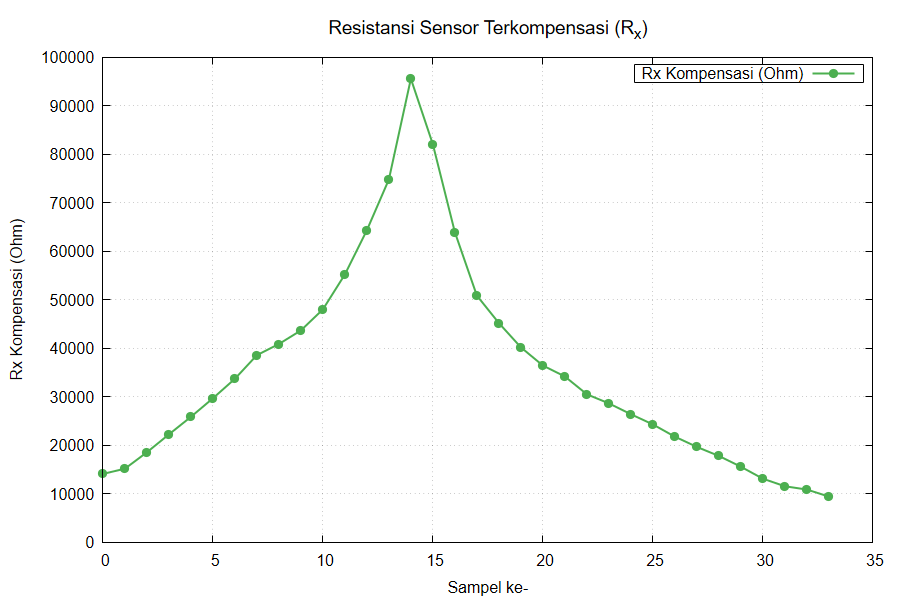 Resistansi Sensor Terkompensasi (Rx)
Rx Kompensasi (Ohm)
100000
90000
80000
70000
60000
50000
40000
30000
20000
10000
0
Rx Kompensasi (Ohm)
0 5 10 15 20 25 30 35
Sampel ke-